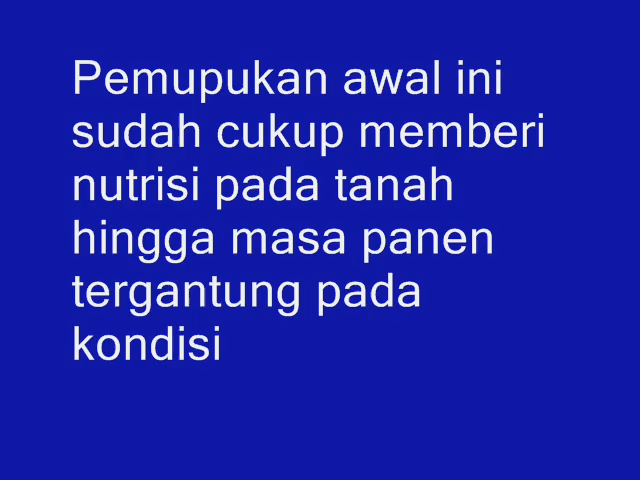 Pemupukan awal ini
sudah cukup memberi
nutrisi pada tanah
hingga masa panen
tergantung pada
kondisi